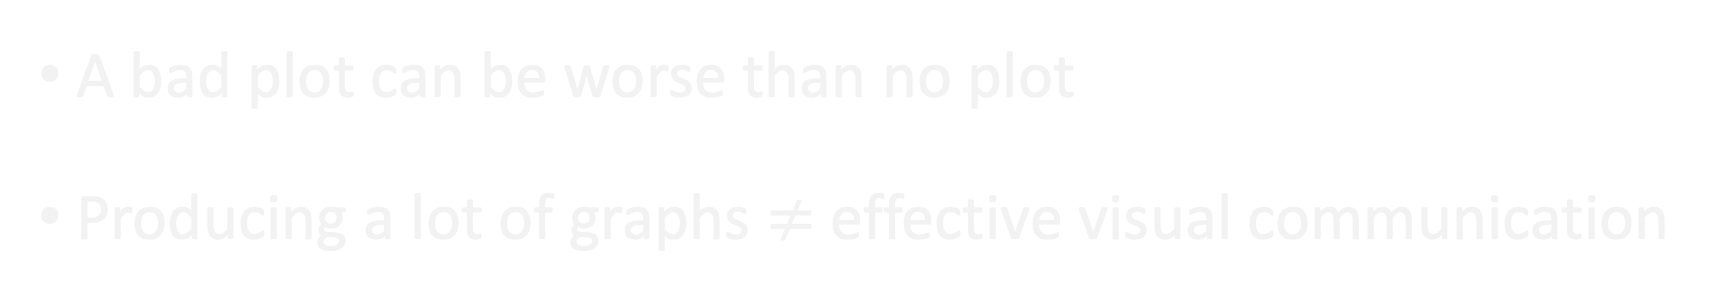 • A bad plot can be worse than no plot
• Producing a lot of graphs ≠ effective visual communication